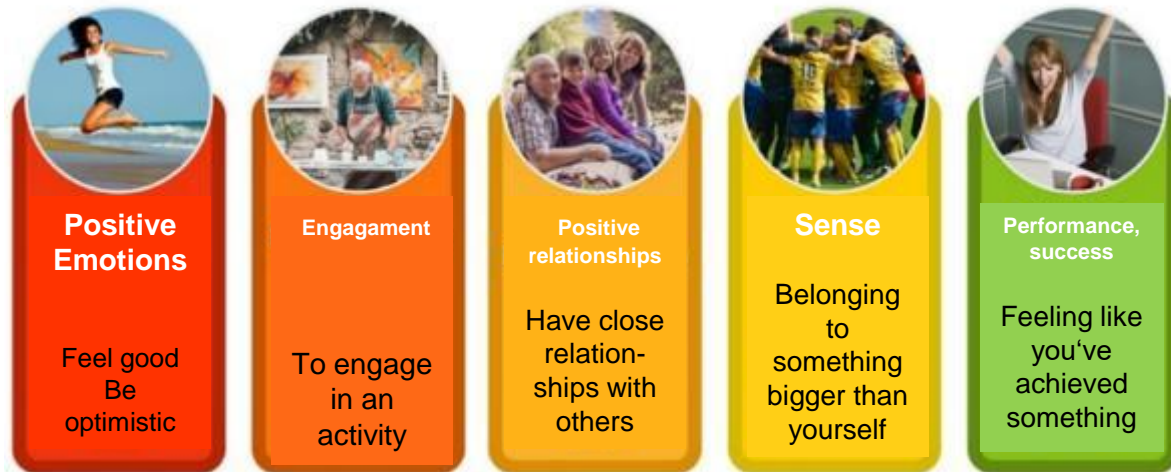 Positive
Emotions
Feel good
Be
optimistic
Engagament
To engage
in an
activity
Positive
relationships
Have close
relation-
ships with
others
Sense
Belonging
to
something
bigger than
yourself
Performance,
success
Feeling like
you‘ve
achieved
something